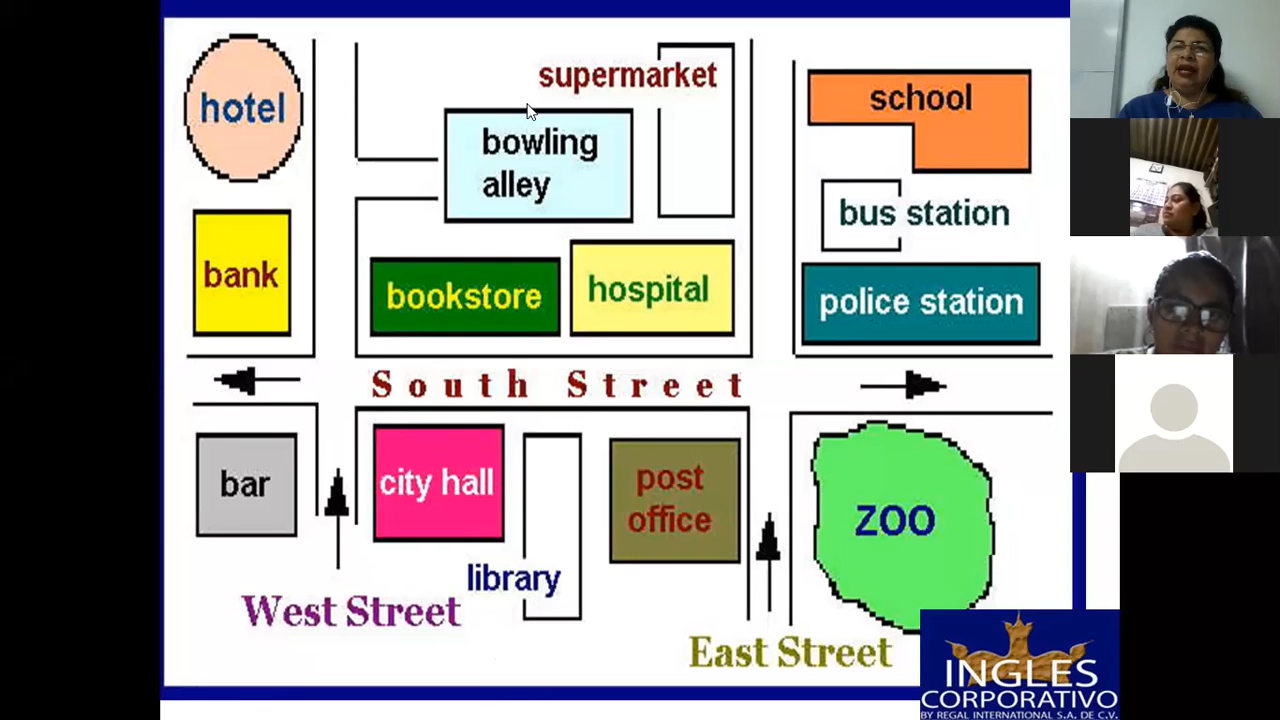 hotel
supermarket
school
bowling
alley
bus station
bank
bookstore
hospital
police station
South Street
bar
city hall
post
office
ZOO
library
West Street
East Street
INGLES
CORPORATIVO
BY REGAL INTERNATIONAL S.A. DE C.V.